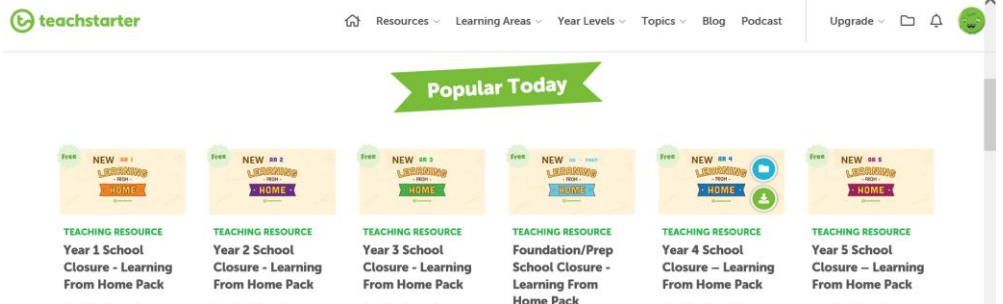 teachstarter
Resources Learning Areas Year Levels Topics Blog Podcast Upgrade
Popular Today
Free NEW LEARNING FROM HOME teachstarter
Free NEW LEARNING FROM HOME teachstarter
Free NEW LEARNING FROM HOME teachstarter
Free NEW LEARNING FROM HOME teachstarter
Free NEW LEARNING FROM HOME
Free NEW LEARNING FROM HOME teachstarter
TEACHING RESOURCE
Year 1 School
Closure - Learning
From Home Pack
TEACHING RESOURCE
Year 2 School
Closure - Learning
From Home Pack
TEACHING RESOURCE
Year 3 School
Closure - Learning
From Home Pack
TEACHING RESOURCE
Foundation/Prep
School Closure -
Learning From
Home Pack
TEACHING RESOURCE
Year 4 School
Closure – Learning
From Home Pack
TEACHING RESOURCE
Year 5 School
Closure – Learning
From Home Pack